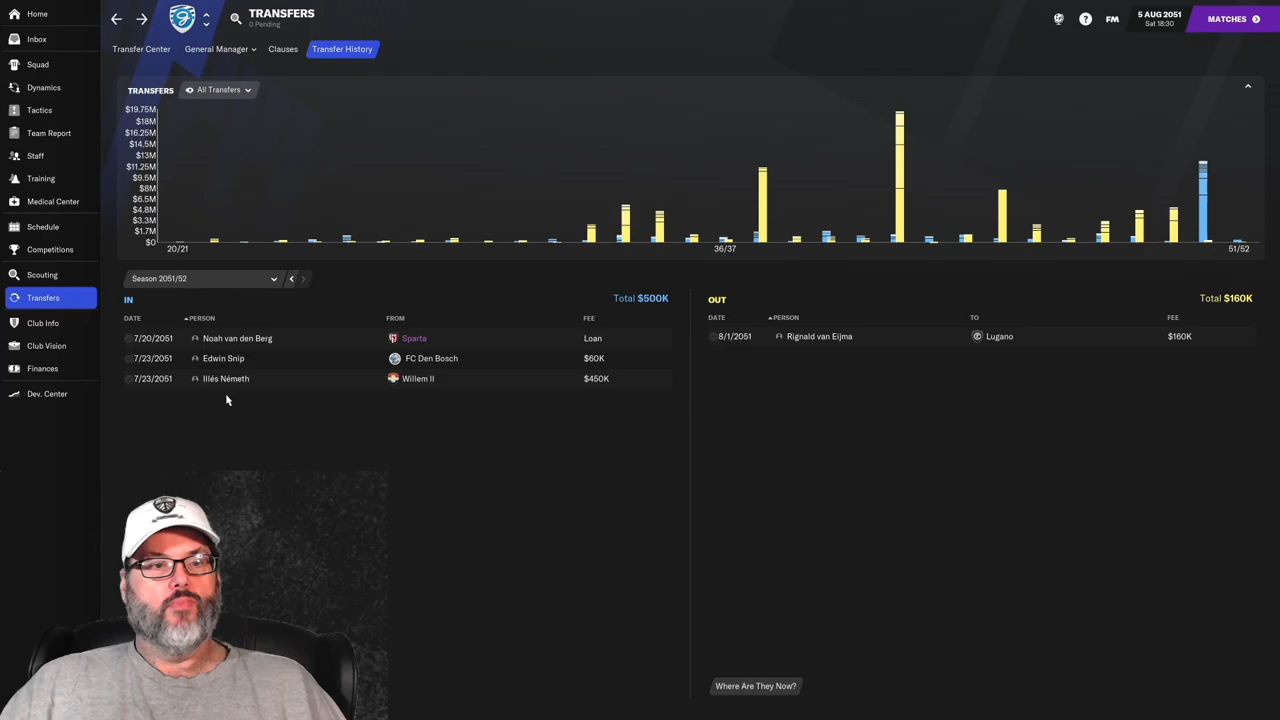 Home
TRANSFERS
0 Pending
FM
5 AUG 2051
Sat 18:30
MATCHES
Inbox
Squad
Dynamics
Tactics
Team Report
Staff
Training
Medical Center
Schedule
Competitions
Scouting
Transfers
Club Info
Club Vision
Finances
Dev. Center
Transfer Center
General Manager
Clauses
Transfer History
TRANSFERS
All Transfers
$19.75M
$18M
$16.25M
$14.5M
$13M
$11.25M
$9.5M
$8M
$6.5M
$4.8M
$3.3M
$1.7M
$0
20/21
36/37
51/52
Season 2051/52
IN
Total $500K
DATE PERSON FROM FEE
7/20/2051 Noah van den Berg Sparta Loan
7/23/2051 Edwin Snip FC Den Bosch $60K
7/23/2051 Illés Németh Willem II $450K
OUT
Total $160K
DATE PERSON TO FEE
8/1/2051 Rignald van Eijma Lugano $160K
Where Are They Now?